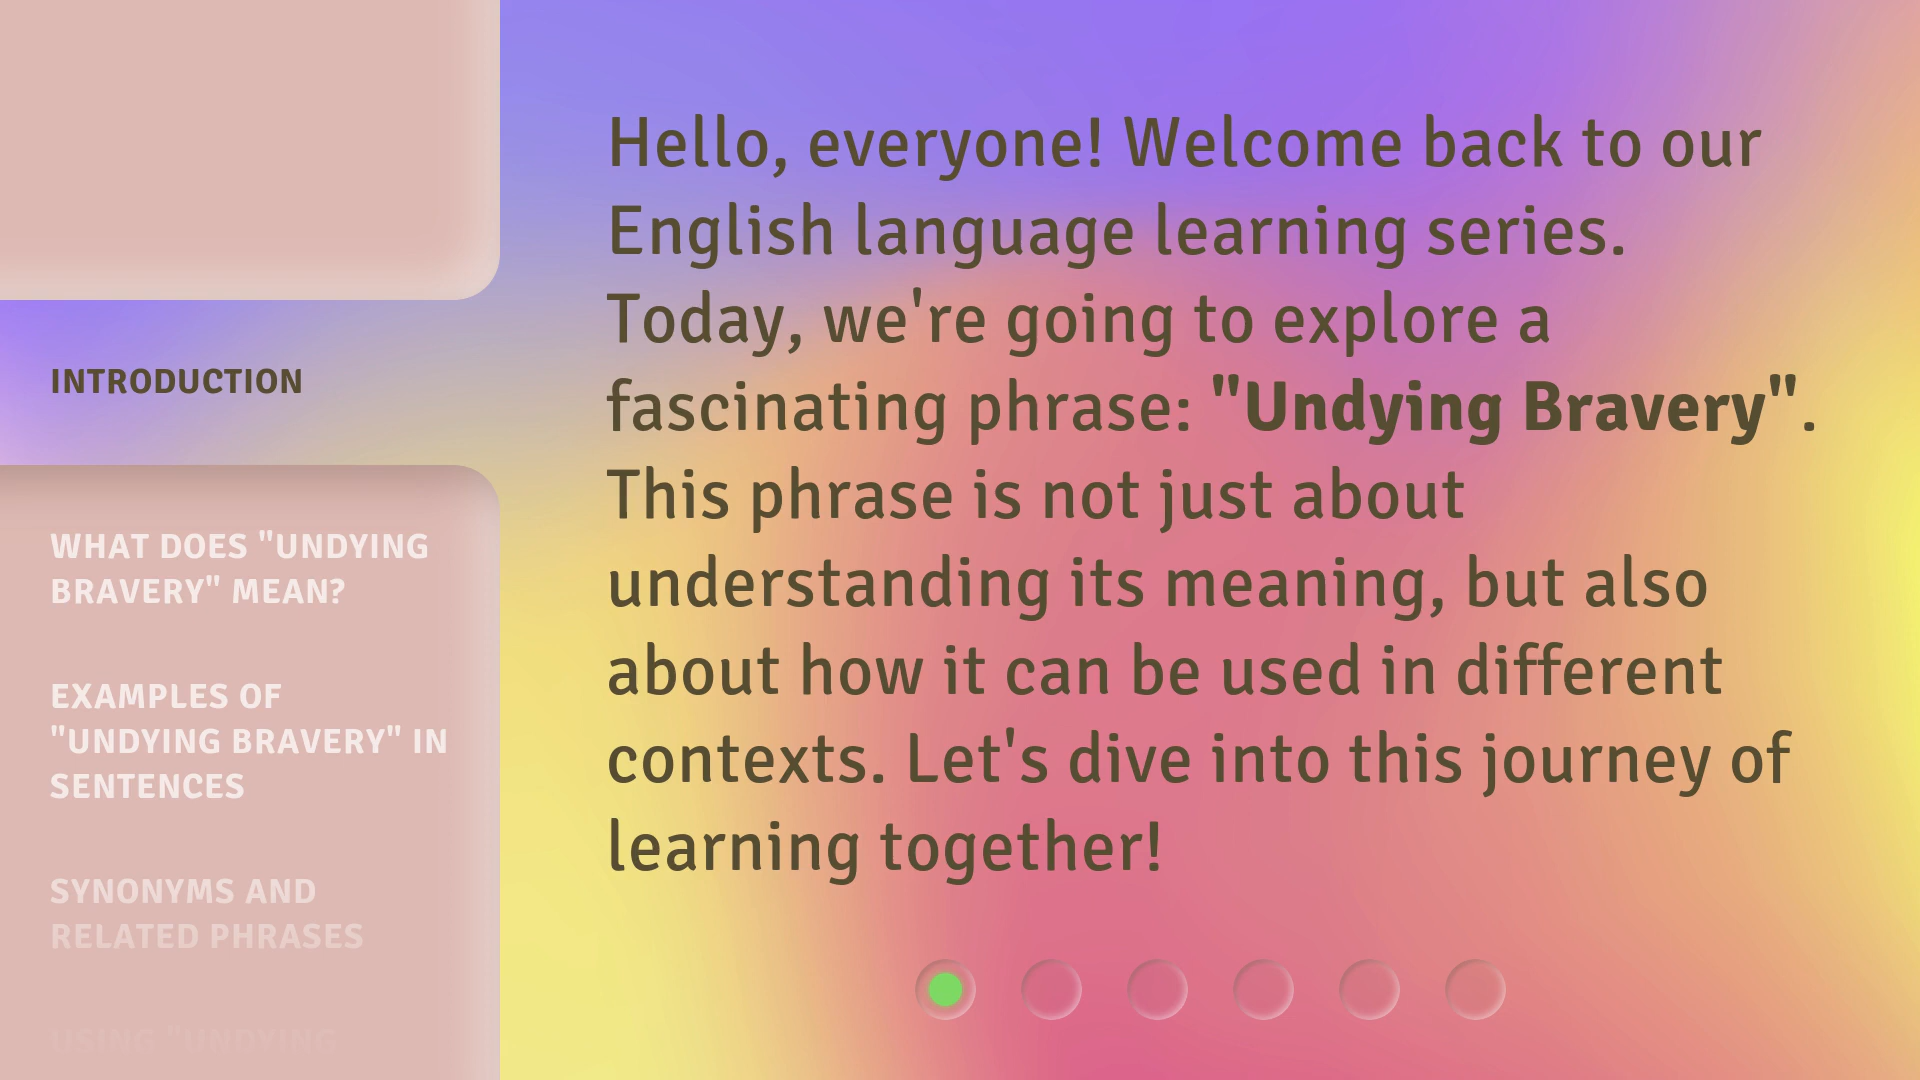 INTRODUCTION
WHAT DOES "UNDYING
BRAVERY" MEAN?
EXAMPLES OF
"UNDYING BRAVERY" IN
SENTENCES
SYNONYMS AND
RELATED PHRASES
USING "UNDYING
Hello, everyone! Welcome back to our
English language learning series.
Today, we're going to explore a
fascinating phrase: "Undying Bravery".
This phrase is not just about
understanding its meaning, but also
about how it can be used in different
contexts. Let's dive into this journey of
learning together!